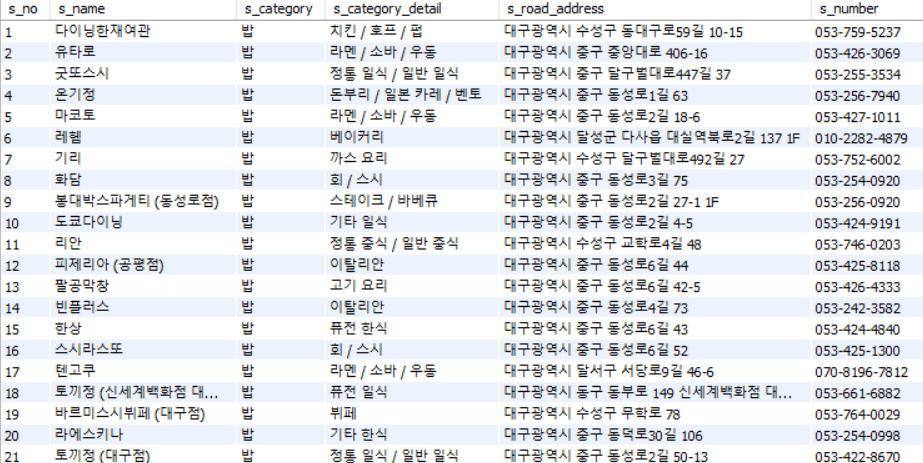 s_no s_name s_category s_category_detail s_road_address s_number
1 다이닝한재여관 밥 치킨 / 호프 / 펍 대구광역시 수성구 동대구로59길 10-15 053-759-5237
2 유타로 밥 라멘 / 소바 / 우동 대구광역시 중구 중앙대로 406-16 053-426-3069
3 굿또스시 밥 정통 일식 / 일반 일식 대구광역시 중구 달구벌대로447길 37 053-255-3534
4 온기정 밥 돈부리 / 일본 카레 / 벤토 대구광역시 중구 동성로1길 63 053-256-7940
5 마코토 밥 라멘 / 소바 / 우동 대구광역시 중구 동성로2길 18-6 053-427-1011
6 레헴 밥 베이커리 대구광역시 달성군 다사읍 대실역북로2길 137 1F 010-2282-4879
7 기리 밥 까스 요리 대구광역시 수성구 달구벌대로492길 27 053-752-6002
8 화담 밥 회 / 스시 대구광역시 중구 동성로3길 75 053-254-0920
9 봉대박스파게티 (동성로점) 밥 스테이크 / 바베큐 대구광역시 중구 동성로2길 27-1 1F 053-256-0920
10 도쿄다이닝 밥 기타 일식 대구광역시 중구 동성로2길 4-5 053-424-9191
11 리안 밥 정통 중식 / 일반 중식 대구광역시 수성구 교학로4길 48 053-746-0203
12 피제리아 (공평점) 밥 이탈리안 대구광역시 중구 동성로6길 44 053-425-8118
13 팔공막창 밥 고기 요리 대구광역시 중구 동성로6길 42-5 053-426-4333
14 빈플러스 밥 이탈리안 대구광역시 중구 동성로4길 73 053-242-3582
15 한상 밥 퓨전 한식 대구광역시 중구 동성로6길 43 053-424-4840
16 스시라스또 밥 회 / 스시 대구광역시 중구 동성로6길 52 053-425-1300
17 텐고쿠 밥 라멘 / 소바 / 우동 대구광역시 달서구 서당로9길 46-6 070-8196-7812
18 토끼정 (신세계백화점 대... 밥 퓨전 일식 대구광역시 동구 동부로 149 신세계백화점 대... 053-661-6882
19 바르미스시뷔페 (대구점) 밥 뷔페 대구광역시 수성구 무학로 78 053-764-0029
20 라에스키나 밥 기타 한식 대구광역시 중구 동덕로30길 106 053-254-0998
21 토끼정 (대구점) 밥 정통 일식 / 일반 일식 대구광역시 중구 동성로2길 50-13 053-422-8670